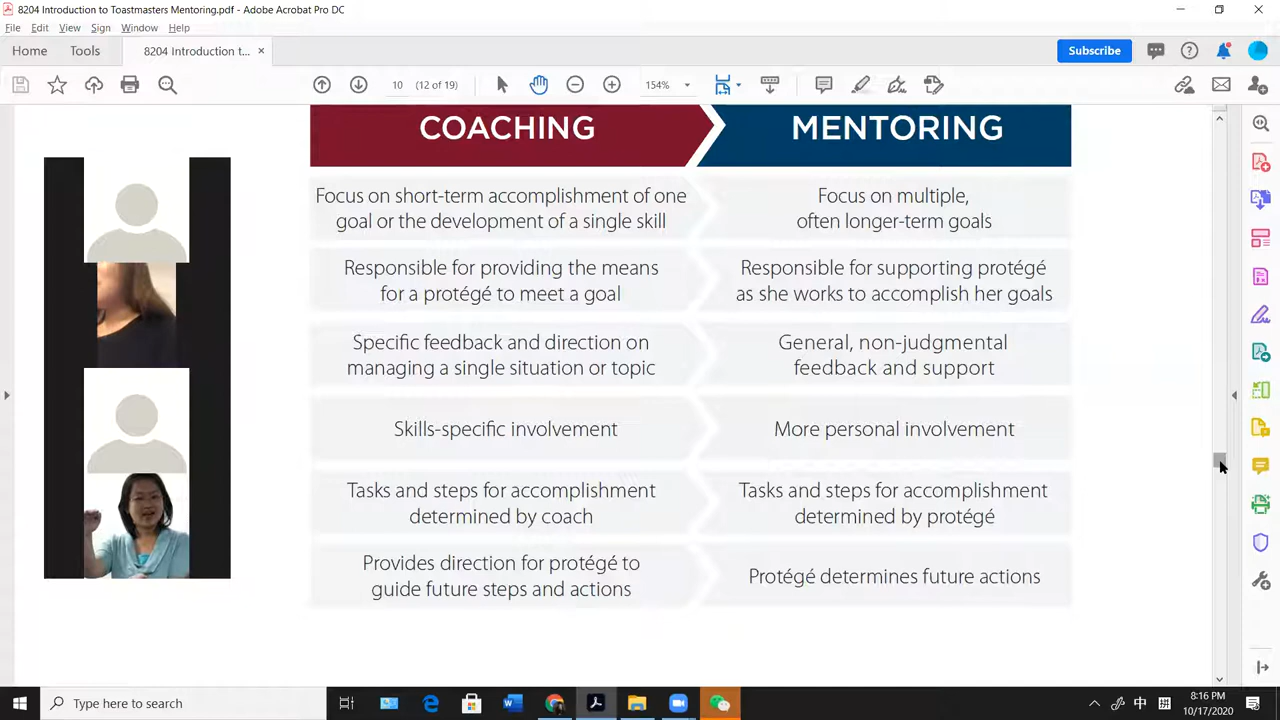 8204 Introduction to Toastmasters Mentoring.pdf - Adobe Acrobat Pro DC
File Edit View Sign Window Help
Home Tools 8204 Introduction t... × Subscribe
10 (12 of 19) 154%
COACHING MENTORING
Focus on short-term accomplishment of one
goal or the development of a single skill
Focus on multiple,
often longer-term goals
Responsible for providing the means
for a protégé to meet a goal
Responsible for supporting protégé
as she works to accomplish her goals
Specific feedback and direction on
managing a single situation or topic
General, non-judgmental
feedback and support
Skills-specific involvement
More personal involvement
Tasks and steps for accomplishment
determined by coach
Tasks and steps for accomplishment
determined by protégé
Provides direction for protégé to
guide future steps and actions
Protégé determines future actions
Type here to search
中 拼 8:16 PM
10/17/2020